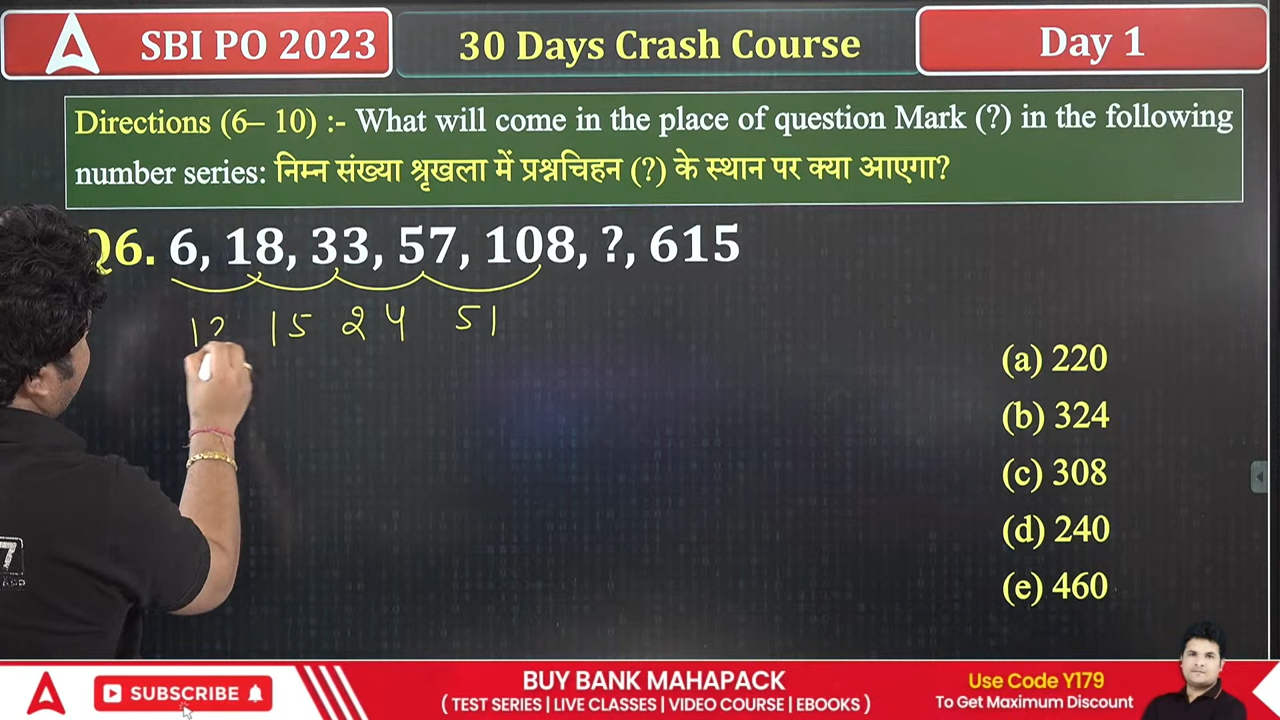 SBI PO 2023
30 Days Crash Course
Day 1
Directions (6– 10) :- What will come in the place of question Mark (?) in the following
number series: निम्न संख्या श्रृखला में प्रश्नचिहन (?) के स्थान पर क्या आएगा?
Q6. 6, 18, 33, 57, 108, ?, 615
12 15 24 51
(a) 220
(b) 324
(c) 308
(d) 240
(e) 460
7
SUBSCRIBE
BUY BANK MAHAPACK
( TEST SERIES | LIVE CLASSES | VIDEO COURSE | EBOOKS )
Use Code Y179
To Get Maximum Discount